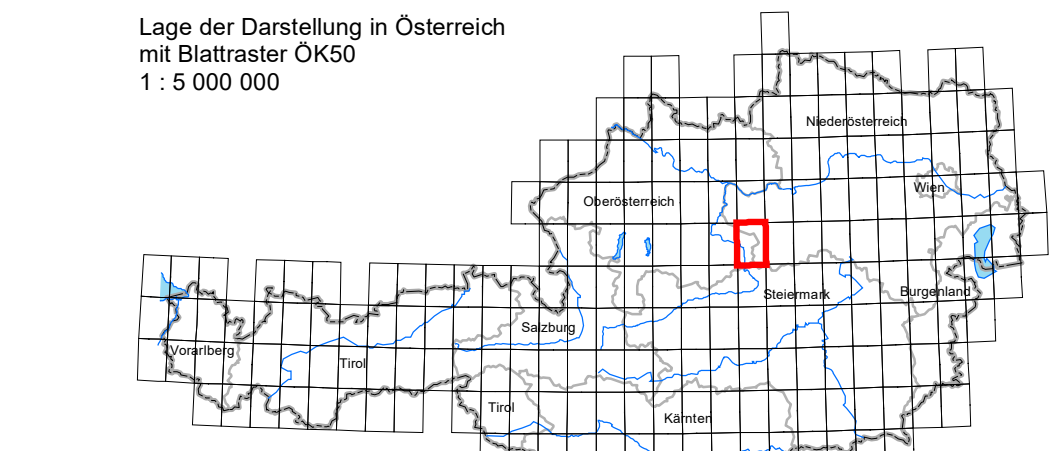 Lage der Darstellung in Österreich
mit Blattraster ÖK50
1 : 5 000 000
Niederösterreich
Wien
Oberösterreich
Steiermark
Burgenland
Salzburg
Vorarlberg
Tirol
Tirol
Kärnten